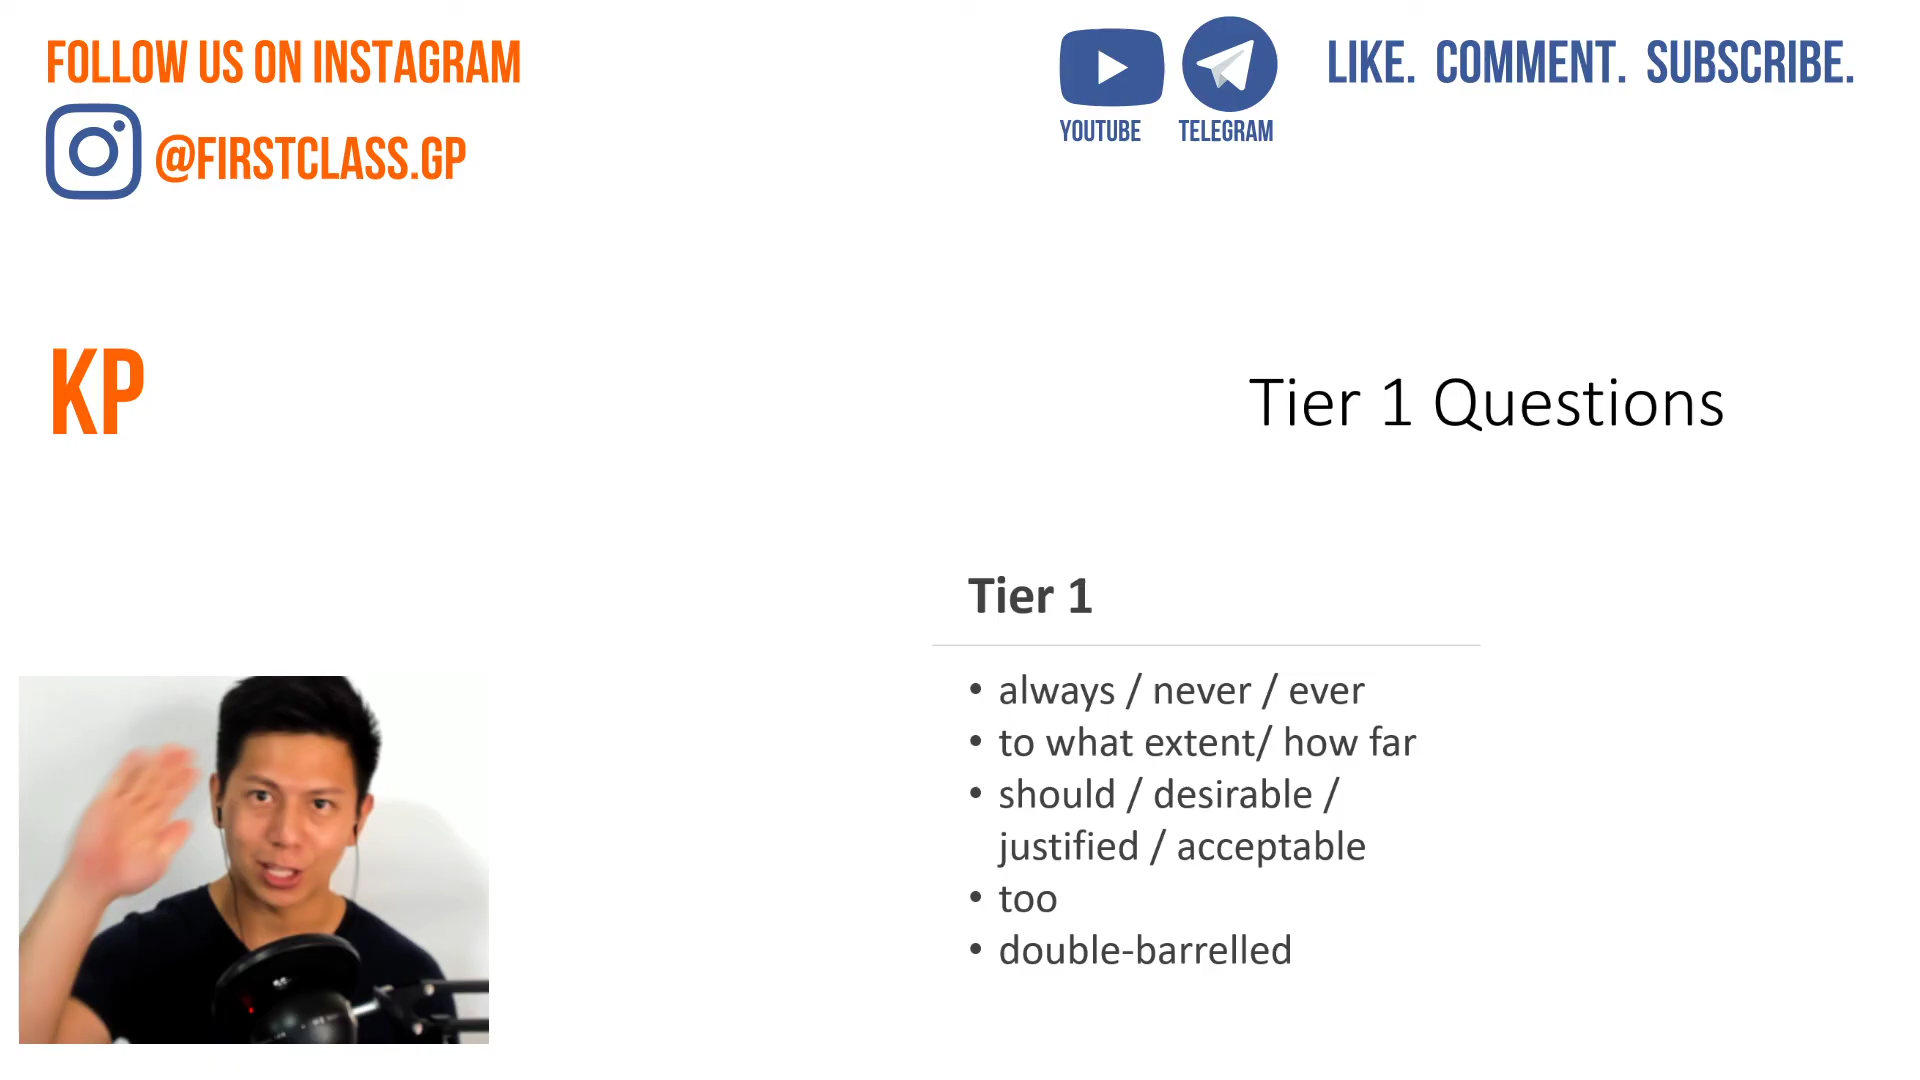 FOLLOW US ON INSTAGRAM
@FIRSTCLASS.GP
YOUTUBE
TELEGRAM
LIKE. COMMENT. SUBSCRIBE.
KP
Tier 1 Questions
Tier 1
• always / never / ever
• to what extent/ how far
• should / desirable /
justified / acceptable
• too
• double-barrelled